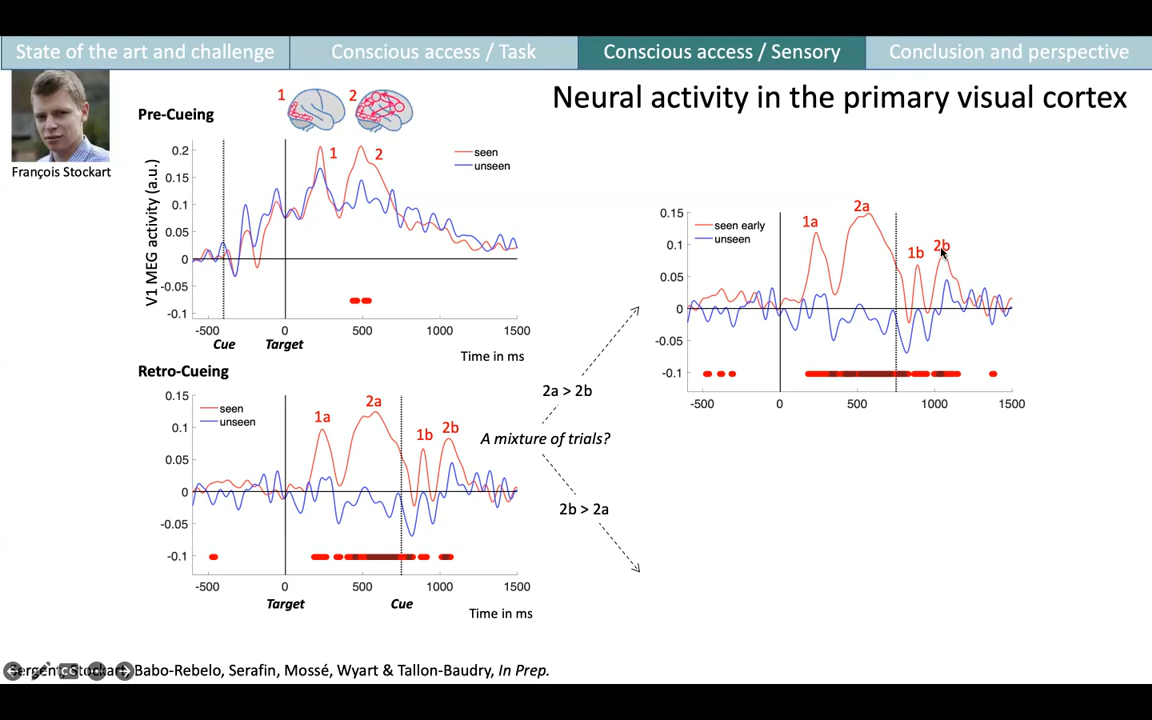 State of the art and challenge
Conscious access / Task
Conscious access / Sensory
Conclusion and perspective
François Stockart
Neural activity in the primary visual cortex
Pre-Cueing
1
2
V1 MEG activity (a.u.)
0.2
0.15
0.1
0.05
0
-0.05
-0.1
1
2
seen
unseen
-500
0
500
1000
1500
Cue
Target
Time in ms
Retro-Cueing
0.15
0.1
0.05
0
-0.05
-0.1
seen
unseen
1a
2a
1b
2b
-500
0
500
1000
1500
Target
Cue
Time in ms
2a > 2b
A mixture of trials?
2b > 2a
0.15
0.1
0.05
0
-0.05
-0.1
seen early
unseen
1a
2a
1b
2b
-500
0
500
1000
1500
Sergent, Stockart, Babo-Rebelo, Serafin, Mossé, Wyart & Tallon-Baudry, In Prep.